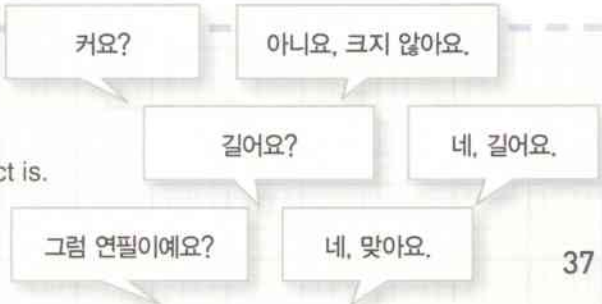 커요?
아니요, 크지 않아요.
길어요?
네, 길어요.
ct is.
그럼 연필이예요?
네, 맞아요.
37